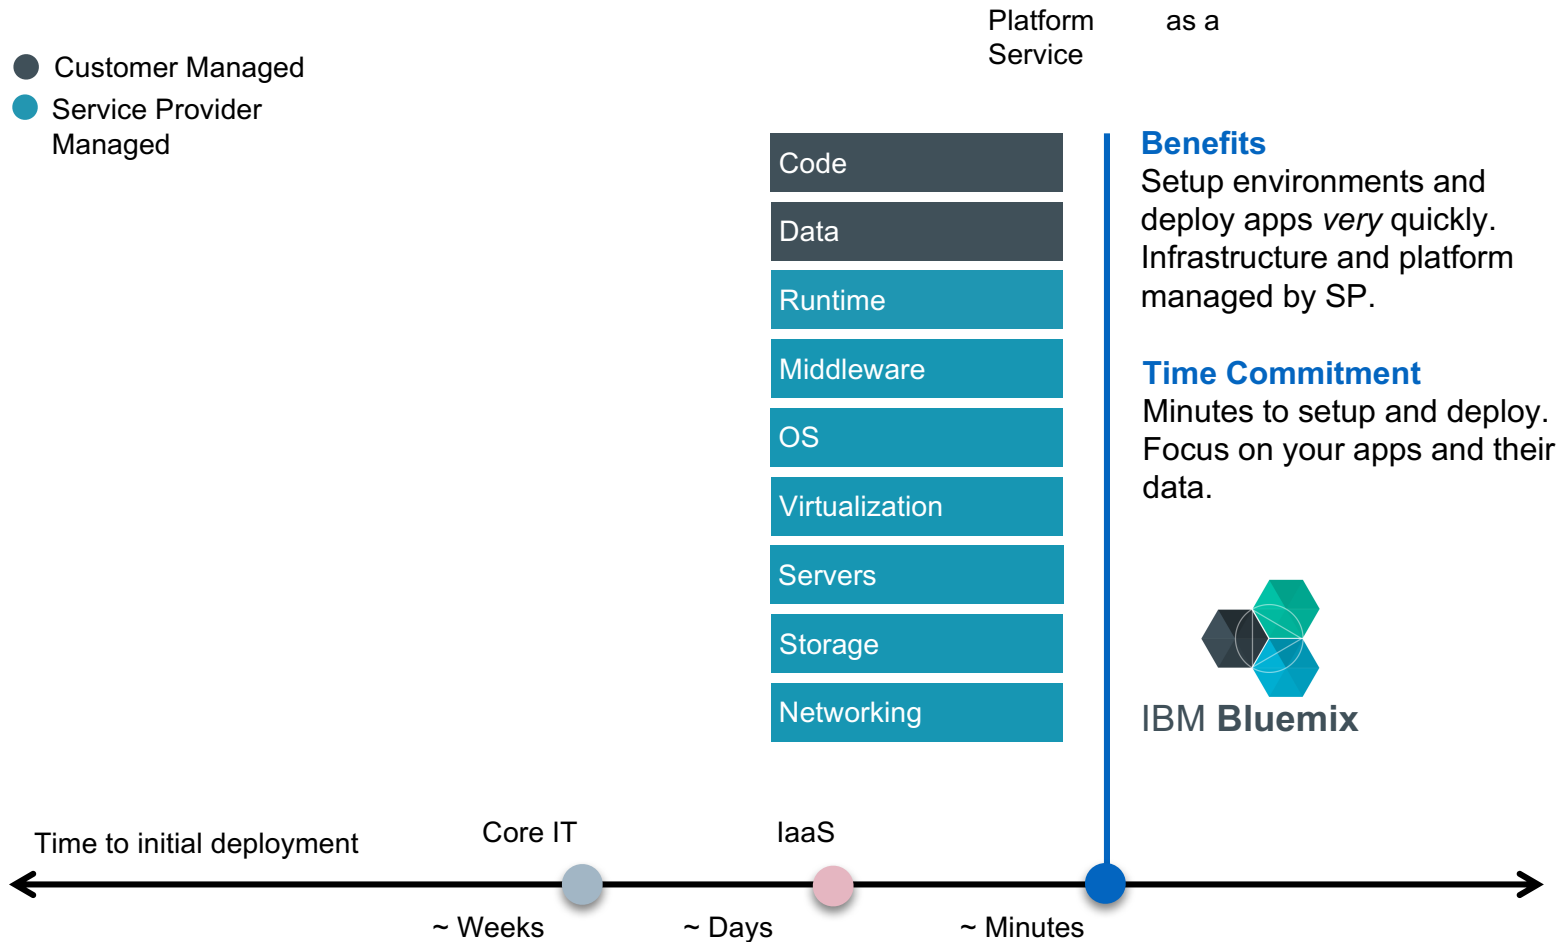 Platform as a
Service
Customer Managed
Service Provider
Managed
Code
Data
Runtime
Middleware
OS
Virtualization
Servers
Storage
Networking
Benefits
Setup environments and
deploy apps very quickly.
Infrastructure and platform
managed by SP.
Time Commitment
Minutes to setup and deploy.
Focus on your apps and their
data.
IBM Bluemix
Time to initial deployment
Core IT
IaaS
~ Weeks
~ Days
~ Minutes